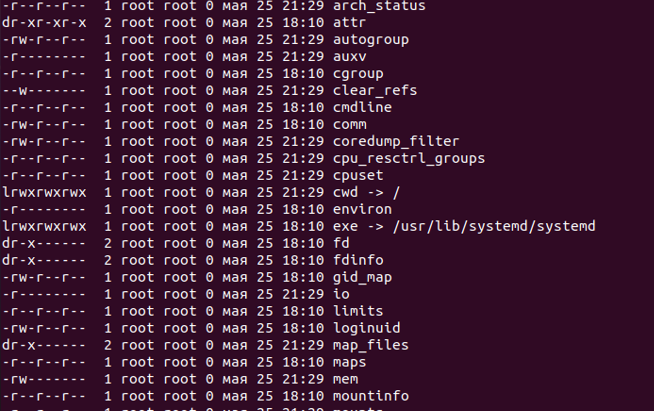 -r--r--r--  1 root root 0 мая 25 21:29 arch_status
dr-xr-xr-x  2 root root 0 мая 25 18:10 attr
-rw-r--r--  1 root root 0 мая 25 21:29 autogroup
-r--------  1 root root 0 мая 25 21:29 auxv
-r--r--r--  1 root root 0 мая 25 18:10 cgroup
--w-------  1 root root 0 мая 25 21:29 clear_refs
-r--r--r--  1 root root 0 мая 25 18:10 cmdline
-rw-r--r--  1 root root 0 мая 25 18:10 comm
-rw-r--r--  1 root root 0 мая 25 21:29 coredump_filter
-r--r--r--  1 root root 0 мая 25 21:29 cpu_resctrl_groups
-r--r--r--  1 root root 0 мая 25 21:29 cpuset
lrwxrwxrwx  1 root root 0 мая 25 21:29 cwd -> /
-r--------  1 root root 0 мая 25 18:10 environ
lrwxrwxrwx  1 root root 0 мая 25 18:10 exe -> /usr/lib/systemd/systemd
dr-x------  2 root root 0 мая 25 18:10 fd
dr-x------  2 root root 0 мая 25 18:10 fdinfo
-rw-r--r--  1 root root 0 мая 25 18:10 gid_map
-r--------  1 root root 0 мая 25 21:29 io
-r--r--r--  1 root root 0 мая 25 18:10 limits
-rw-r--r--  1 root root 0 мая 25 18:10 loginuid
dr-x------  2 root root 0 мая 25 21:29 map_files
-r--r--r--  1 root root 0 мая 25 18:10 maps
-rw-------  1 root root 0 мая 25 21:29 mem
-r--r--r--  1 root root 0 мая 25 18:10 mountinfo